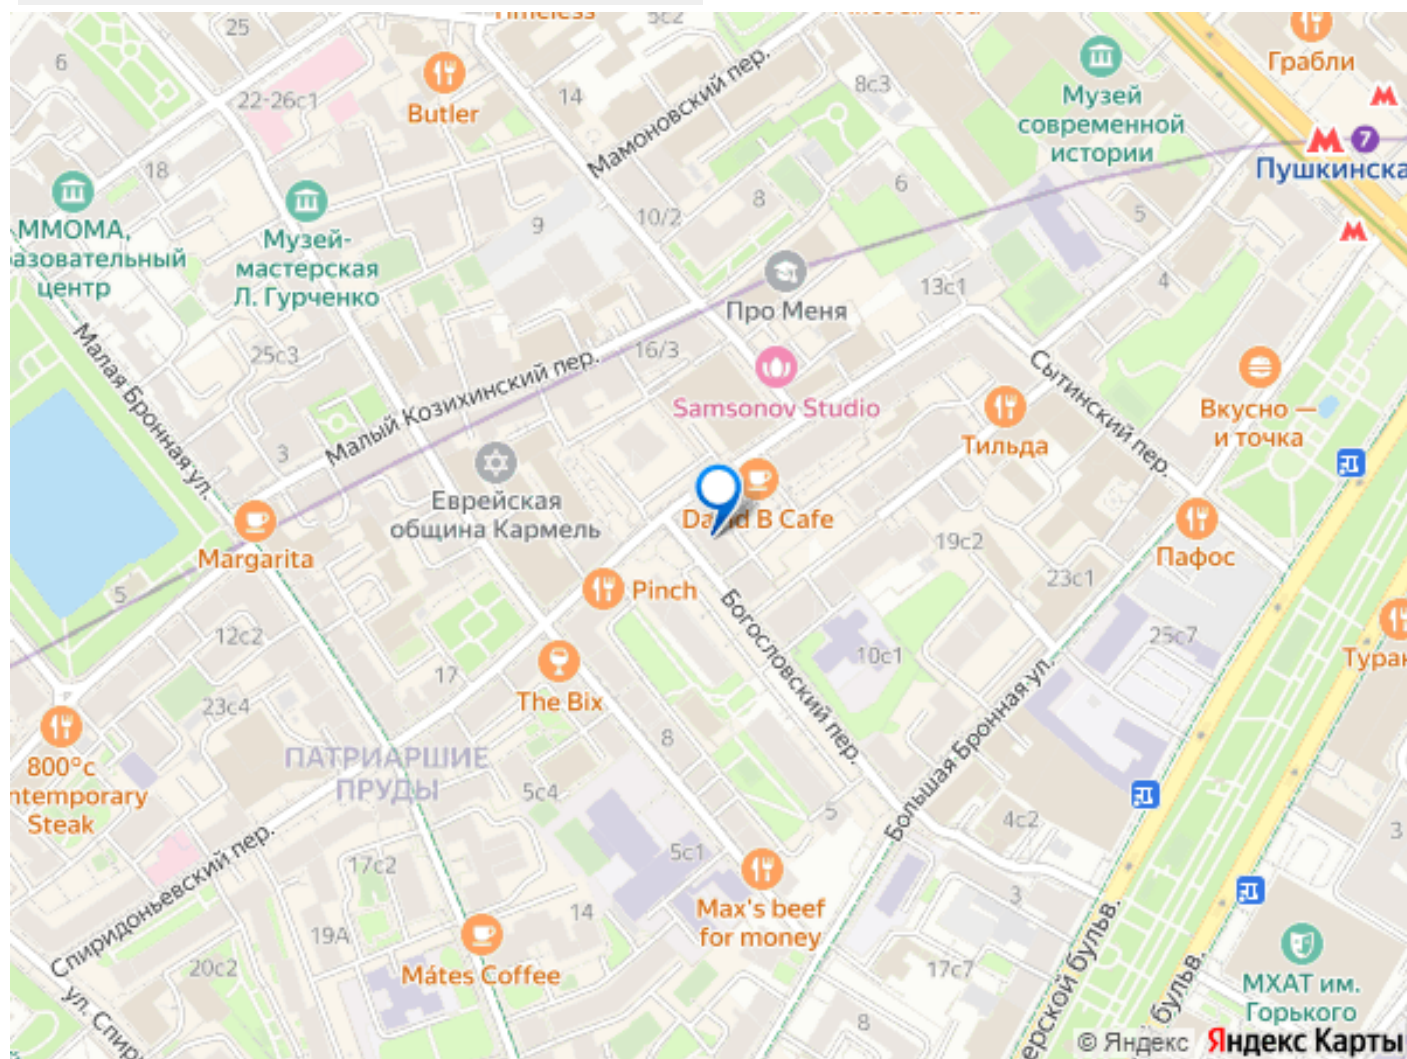 Timeless
5с2
25
6
Butler
22-26с1
14
Мамоновский пер.
8с3
Музей
современной
истории
Грабли
7
Пушкинска
18
ММОМА,
азовательный
центр
Музей-
мастерская
Л. Гурченко
9
10/2
8
6
5
4
13с1
Про Меня
Малая Бронная ул.
25с3
16/3
Малый Козихинский пер.
Samsonov Studio
Сытинский пер.
Тильда
Вкусно —
и точка
3
Еврейская
община Кармель
David B Cafe
Margarita
Пафос
19с2
23с1
5
Pinch
Богословский пер.
12с2
10с1
25с7
Турак
17
The Bix
23с4
8
Большая Бронная ул.
ПАТРИАРШИЕ
ПРУДЫ
800°с
ntemporary
Steak
5с4
5
4с2
3
Спиридоньевский пер.
17с2
5с1
Max's beef
for money
3
14
19А
Mátes Coffee
20с2
17с7
МХАТ им.
Горького
ул. Спир
8
ерской бульв.
бульв.
© Яндекс Яндекс Карты